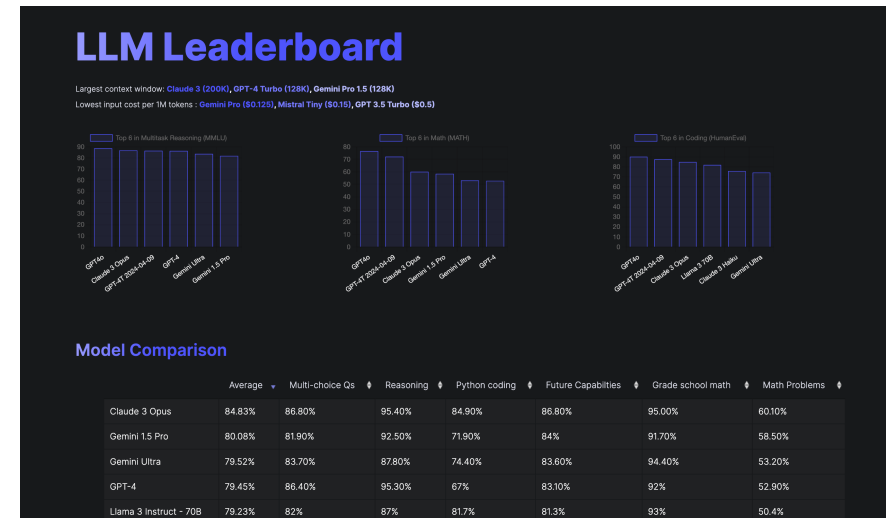 LLM Leaderboard
Largest context window: Claude 3 (200K), GPT-4 Turbo (128K), Gemini Pro 1.5 (128K)
Lowest input cost per 1M tokens : Gemini Pro ($0.125), Mistral Tiny ($0.15), GPT 3.5 Turbo ($0.5)
Top 6 in Multitask Reasoning (MMLU)
90
80
70
60
50
40
30
20
10
0
GPT4o
Claude 3 Opus
GPT-4T 2024-04-09
GPT-4
Gemini Ultra
Gemini 1.5 Pro
Top 6 in Math (MATH)
80
70
60
50
40
30
20
10
0
GPT4o
GPT-4T 2024-04-09
Claude 3 Opus
Gemini 1.5 Pro
Gemini Ultra
GPT-4
Top 6 in Coding (HumanEval)
100
90
80
70
60
50
40
30
20
10
0
GPT4o
GPT-4T 2024-04-09
Claude 3 Opus
Llama 3 70B
Claude 3 Haiku
Gemini Ultra
Model Comparison
Average Multi-choice Qs Reasoning Python coding Future Capabilties Grade school math Math Problems
Claude 3 Opus 84.83% 86.80% 95.40% 84.90% 86.80% 95.00% 60.10%
Gemini 1.5 Pro 80.08% 81.90% 92.50% 71.90% 84% 91.70% 58.50%
Gemini Ultra 79.52% 83.70% 87.80% 74.40% 83.60% 94.40% 53.20%
GPT-4 79.45% 86.40% 95.30% 67% 83.10% 92% 52.90%
Llama 3 Instruct - 70B 79.23% 82% 87% 81.7% 81.3% 93% 50.4%